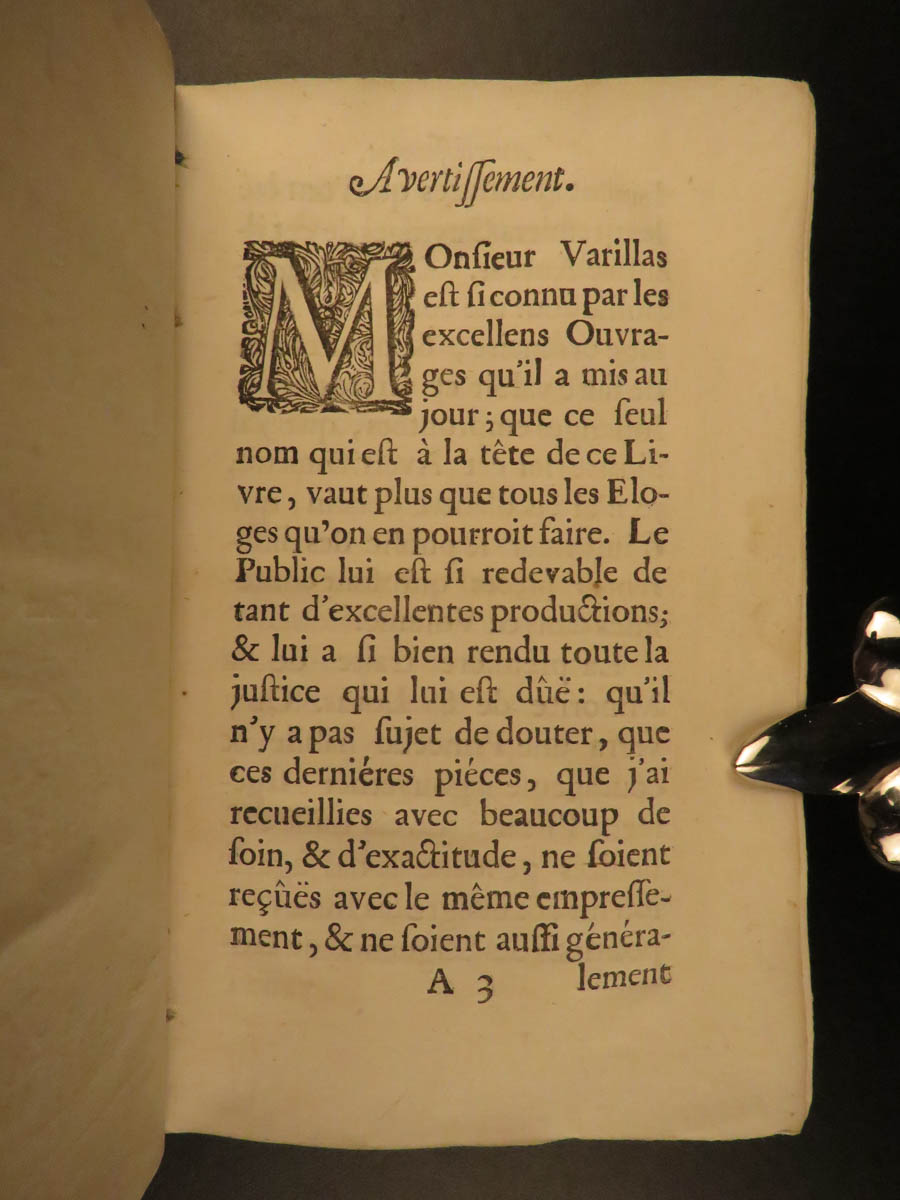 Avertiſſement.
MOnſieur Varillas
eſt ſi connu par les
excellens Ouvra-
ges qu'il a mis au
jour; que ce ſeul
nom qui eſt à la tête de ce Li-
vre, vaut plus que tous les Elo-
ges qu'on en pourroit faire. Le
Public lui eſt ſi redevable de
tant d'excellentes productions;
& lui a ſi bien rendu toute la
juſtice qui lui eſt dûë: qu'il
n'y a pas ſujet de douter, que
ces derniéres piéces, que j'ai
recueillies avec beaucoup de
ſoin, & d'exactitude, ne ſoient
reçûës avec le même empreſſe-
ment, & ne ſoient auſſi généra-
A 3 lement